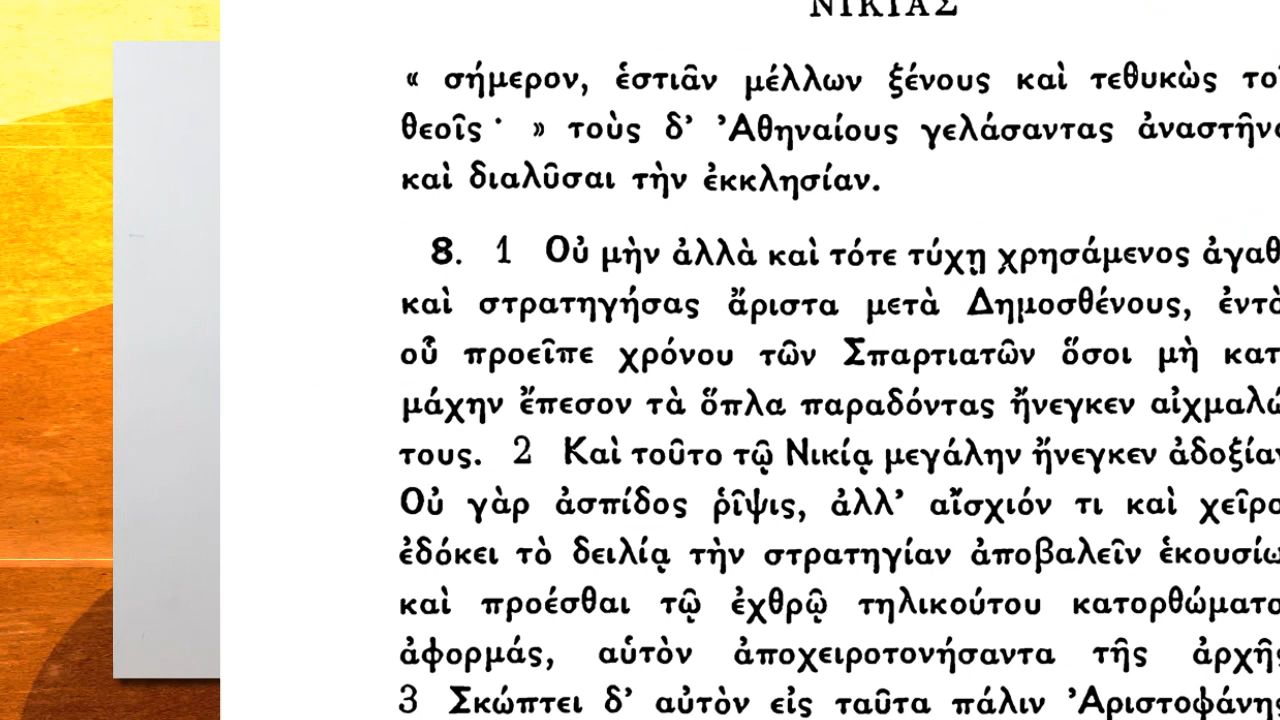 ΝΙΚΙΑΣ
« σήμερον, ἑστιᾶν μέλλων ξένους καὶ τεθυκὼς
θεοῖς · » τοὺς δ’ Ἀθηναίους γελάσαντας
καὶ διαλῦσαι τὴν ἐκκλησίαν.
8. 1 Οὐ μὴν ἀλλὰ καὶ τότε τύχῃ χρησάμενος
καὶ στρατηγήσας ἄριστα μετὰ Δημοσθένους,
οὗ προεῖπε χρόνου τῶν Σπαρτιατῶν ὅσοι μὴ
μάχην ἔπεσον τὰ ὅπλα παραδόντας ἤνεγκεν
τους. 2 Καὶ τοῦτο τῷ Νικίᾳ μεγάλην ἤνεγκεν
Οὐ γὰρ ἀσπίδος ῥῖψις, ἀλλ’ αἴσχιόν τι καὶ
ἐδόκει τὸ δειλίᾳ τὴν στρατηγίαν ἀποβαλεῖν
καὶ προέσθαι τῷ ἐχθρῷ τηλικούτου
ἀφορμάς, αὑτὸν ἀποχειροτονήσαντα τῆς ἀρχῆς
3 Σκώπτει δ’ αὐτὸν εἰς ταῦτα πάλιν Ἀριστοφάνης